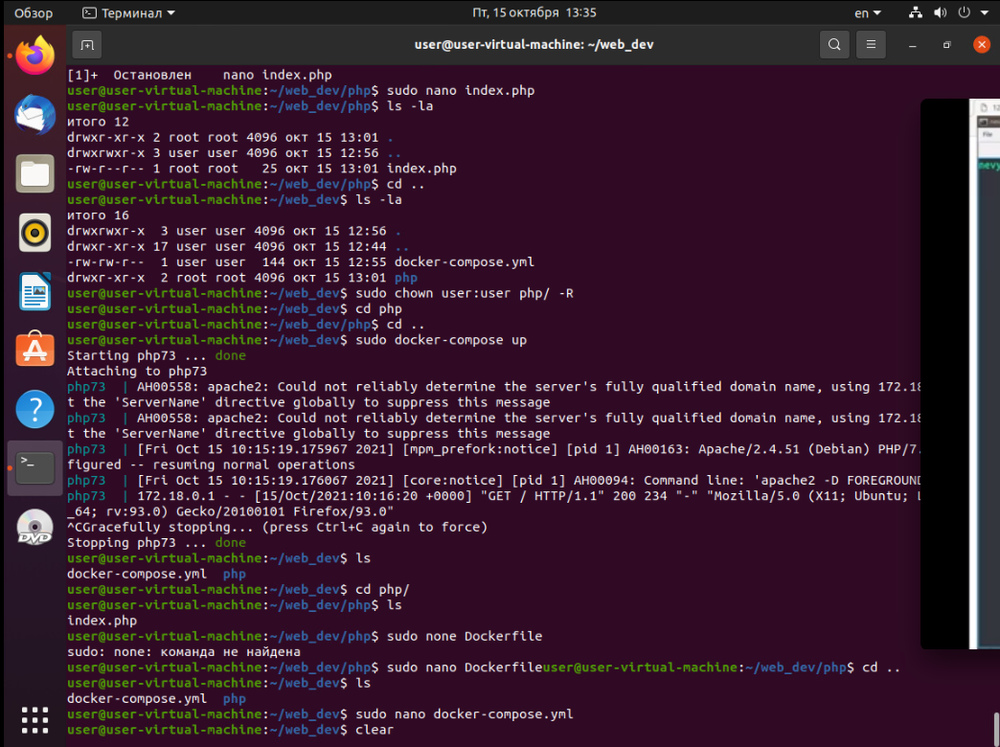 Обзор
Терминал
Пт, 15 октября 13:35
en
user@user-virtual-machine: ~/web_dev
[1]+  Остановлен    nano index.php
user@user-virtual-machine:~/web_dev/php$ sudo nano index.php
user@user-virtual-machine:~/web_dev/php$ ls -la
итого 12
drwxr-xr-x 2 root root 4096 окт 15 13:01 .
drwxrwxr-x 3 user user 4096 окт 15 12:56 ..
-rw-r--r-- 1 root root   25 окт 15 13:01 index.php
user@user-virtual-machine:~/web_dev/php$ cd ..
user@user-virtual-machine:~/web_dev$ ls -la
итого 16
drwxrwxr-x  3 user user 4096 окт 15 12:56 .
drwxr-xr-x 17 user user 4096 окт 15 12:44 ..
-rw-rw-r--  1 user user  144 окт 15 12:55 docker-compose.yml
drwxr-xr-x  2 root root 4096 окт 15 13:01 php
user@user-virtual-machine:~/web_dev$ sudo chown user:user php/ -R
user@user-virtual-machine:~/web_dev$ cd php
user@user-virtual-machine:~/web_dev/php$ cd ..
user@user-virtual-machine:~/web_dev$ sudo docker-compose up
Starting php73 ... done
Attaching to php73
php73  | AH00558: apache2: Could not reliably determine the server's fully qualified domain name, using 172.18
t the 'ServerName' directive globally to suppress this message
php73  | AH00558: apache2: Could not reliably determine the server's fully qualified domain name, using 172.18
t the 'ServerName' directive globally to suppress this message
php73  | [Fri Oct 15 10:15:19.175967 2021] [mpm_prefork:notice] [pid 1] AH00163: Apache/2.4.51 (Debian) PHP/7.
figured -- resuming normal operations
php73  | [Fri Oct 15 10:15:19.176067 2021] [core:notice] [pid 1] AH00094: Command line: 'apache2 -D FOREGROUND
php73  | 172.18.0.1 - - [15/Oct/2021:10:16:20 +0000] "GET / HTTP/1.1" 200 234 "-" "Mozilla/5.0 (X11; Ubuntu; L
_64; rv:93.0) Gecko/20100101 Firefox/93.0"
^CGracefully stopping... (press Ctrl+C again to force)
Stopping php73 ... done
user@user-virtual-machine:~/web_dev$ ls
docker-compose.yml  php
user@user-virtual-machine:~/web_dev$ cd php/
user@user-virtual-machine:~/web_dev/php$ ls
index.php
user@user-virtual-machine:~/web_dev/php$ sudo none Dockerfile
sudo: none: команда не найдена
user@user-virtual-machine:~/web_dev/php$ sudo nano Dockerfileuser@user-virtual-machine:~/web_dev/php$ cd ..
user@user-virtual-machine:~/web_dev$ ls
docker-compose.yml  php
user@user-virtual-machine:~/web_dev$ sudo nano docker-compose.yml
user@user-virtual-machine:~/web_dev$ clear
DVD